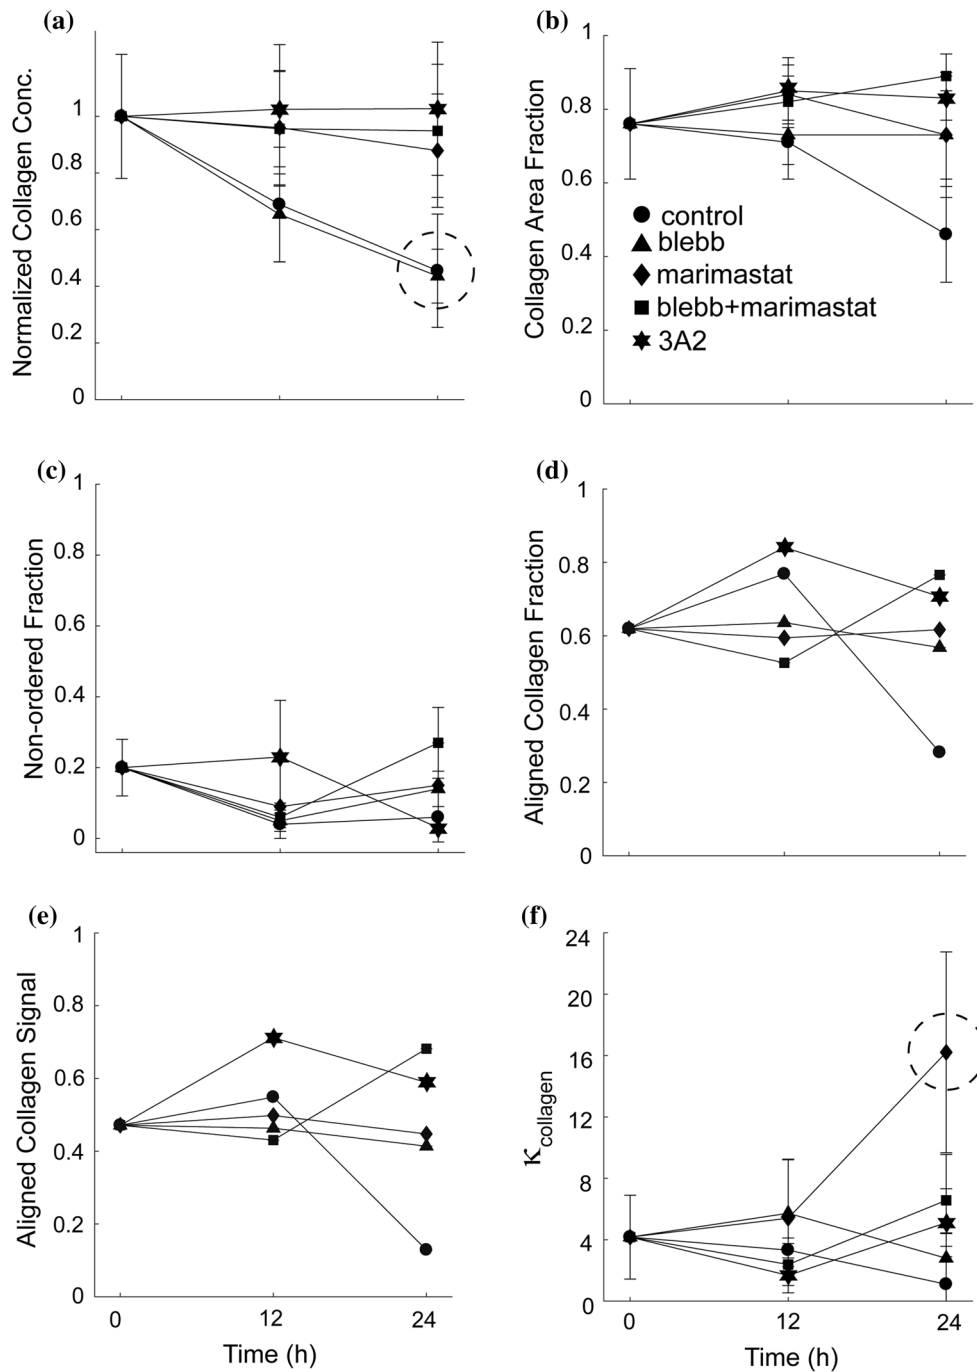 (a)
Normalized Collagen Conc.
1
0.8
0.6
0.4
0.2
0
(b)
Collagen Area Fraction
1
0.8
0.6
0.4
0.2
0
control
blebb
marimastat
blebb+marimastat
3A2
(c)
Non-ordered Fraction
1
0.8
0.6
0.4
0.2
0
(d)
Aligned Collagen Fraction
1
0.8
0.6
0.4
0.2
0
(e)
Aligned Collagen Signal
1
0.8
0.6
0.4
0.2
0
0 12 24
Time (h)
(f)
κcollagen
24
20
16
12
8
4
0
0 12 24
Time (h)